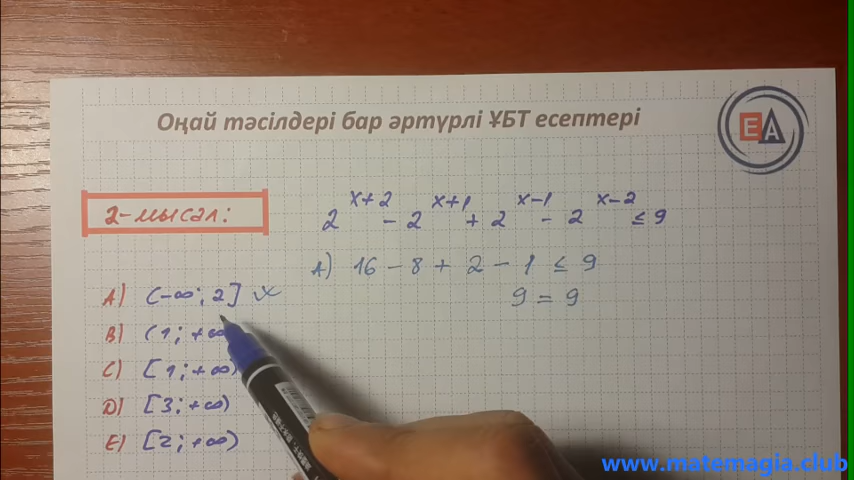 Оңай тәсілдері бар әртүрлі ҰБТ есептері
EA
2-мысал:
2^(x+2) - 2^(x+1) + 2^(x-1) - 2^(x-2) ≤ 9
A) 16 - 8 + 2 - 1 ≤ 9
9 = 9
A) (-∞; 2]
B) (1; +∞
C) [1; +∞)
D) [3; +∞)
E) [2; +∞)
www.matemagia.club